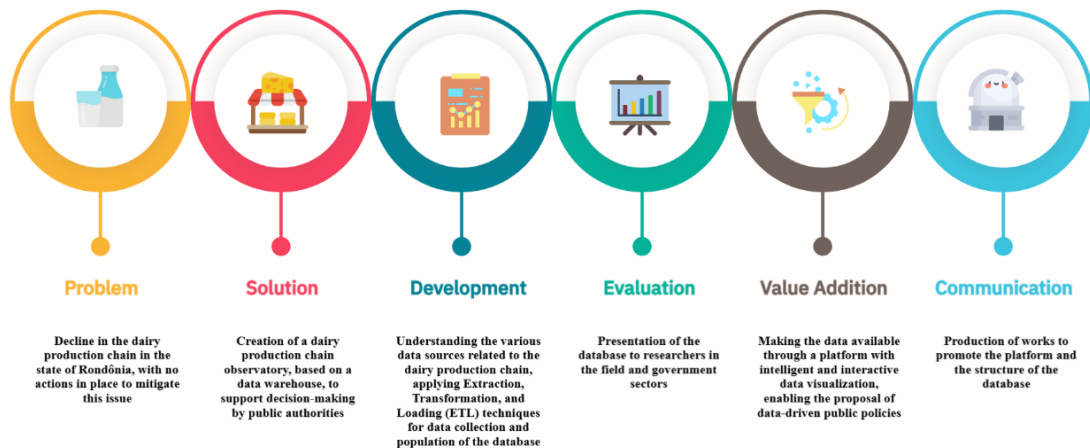 Problem
Decline in the dairy
production chain in the
state of Rondônia, with no
actions in place to mitigate
this issue
Solution
Creation of a dairy
production chain
observatory, based on a
data warehouse, to
support decision-making
by public authorities
Development
Understanding the various
data sources related to the
dairy production chain,
applying Extraction,
Transformation, and
Loading (ETL) techniques
for data collection and
population of the database
Evaluation
Presentation of the
database to researchers in
the field and government
sectors
Value Addition
Making the data available
through a platform with
intelligent and interactive
data visualization,
enabling the proposal of
data-driven public policies
Communication
Production of works to
promote the platform and
the structure of the
database